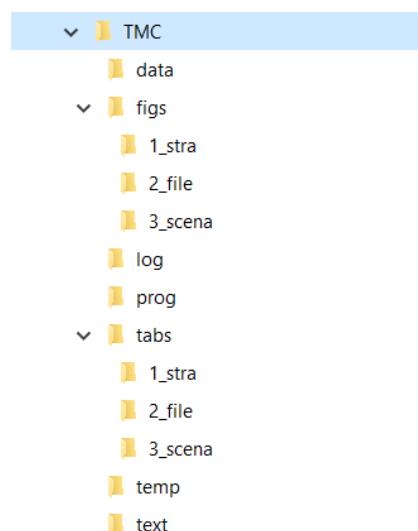 TMC
data
figs
1_stra
2_file
3_scena
log
prog
tabs
1_stra
2_file
3_scena
temp
text